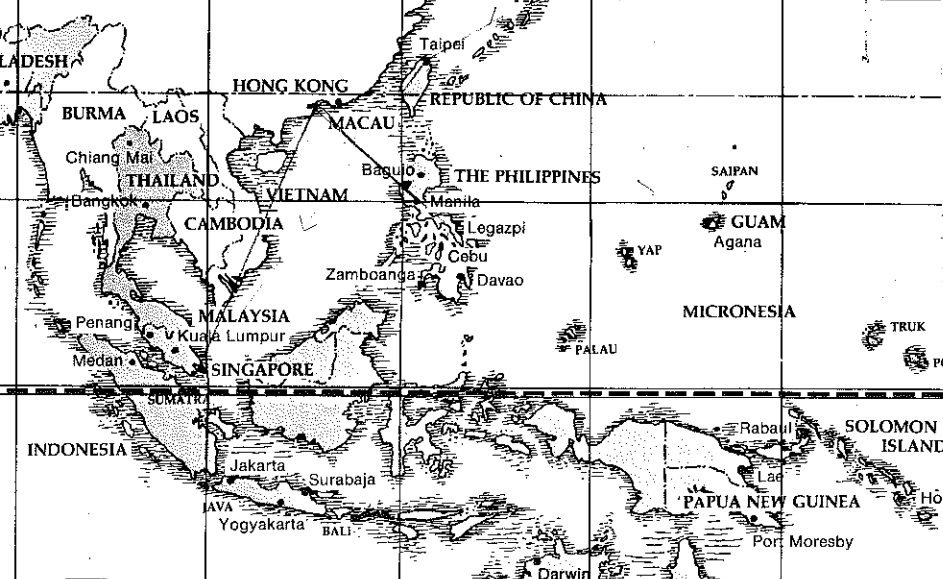 Taipei
LADESH
HONG KONG
REPUBLIC OF CHINA
BURMA
LAOS
MACAU
Chiang Mai
Baguio
SAIPAN
THAILAND
THE PHILIPPINES
VIETNAM
Bangkok
Manila
CAMBODIA
GUAM
Legazpi
Agana
YAP
Cebu
Zamboanga
Davao
MALAYSIA
MICRONESIA
Penang
TRUK
Kuala Lumpur
PALAU
Medan
PO
SINGAPORE
SUMATRA
SOLOMON
ISLAND
Rabaul
INDONESIA
Jakarta
Lae
Surabaja
PAPUA NEW GUINEA
Ho
JAVA
Yogyakarta
BALI
Port Moresby
Darwin